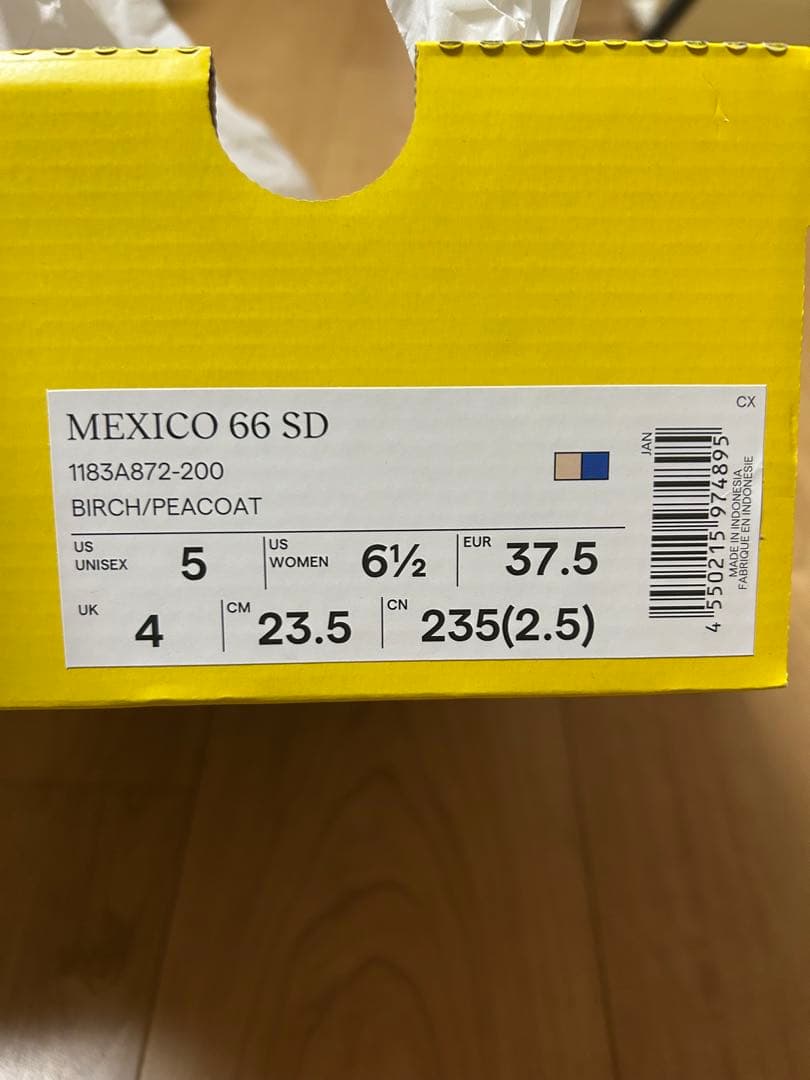 CX
MEXICO 66 SD
1183A872-200
BIRCH/PEACOAT
US UNISEX 5
US WOMEN 6½
EUR 37.5
UK 4
CM 23.5
CN 235(2.5)
JAN
4 550215 974895
MADE IN INDONESIA
FABRIQUE EN INDONESIE